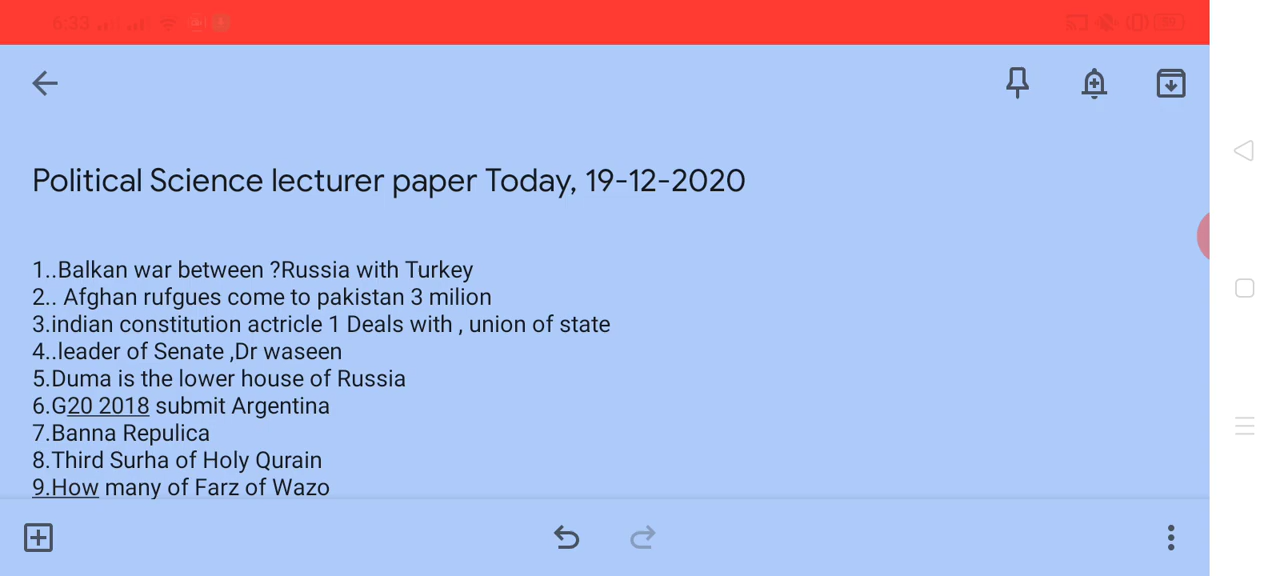 6:33
Political Science lecturer paper Today, 19-12-2020
1..Balkan war between ?Russia with Turkey
2.. Afghan rufgues come to pakistan 3 milion
3.indian constitution actricle 1 Deals with , union of state
4..leader of Senate ,Dr waseen
5.Duma is the lower house of Russia
6.G20 2018 submit Argentina
7.Banna Repulica
8.Third Surha of Holy Qurain
9.How many of Farz of Wazo